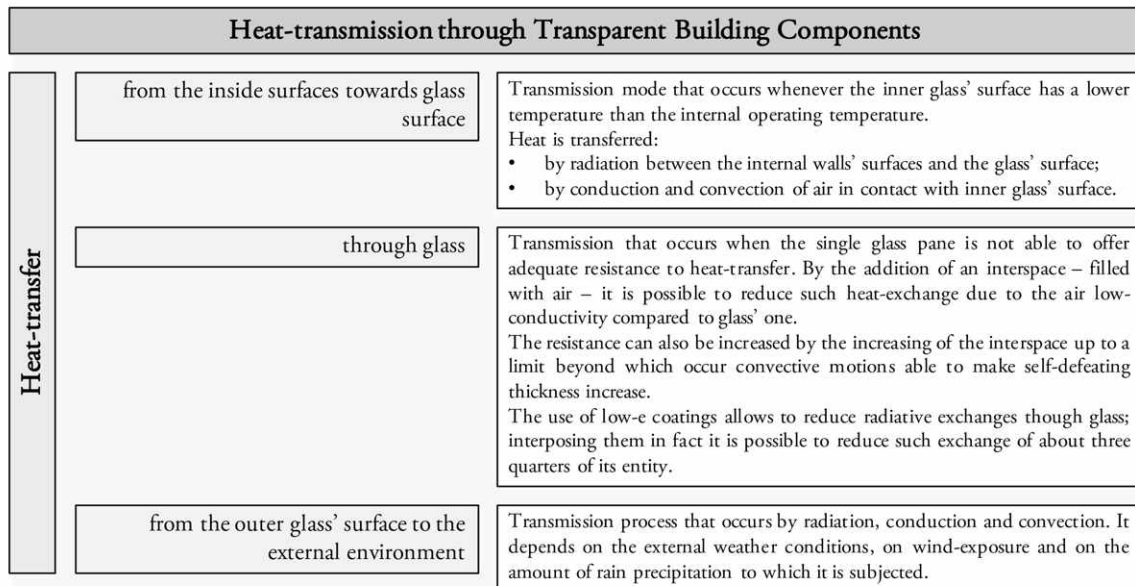 Heat-transmission through Transparent Building Components
Heat-transfer
from the inside surfaces towards glass
surface
Transmission mode that occurs whenever the inner glass' surface has a lower
temperature than the internal operating temperature.
Heat is transferred:
• by radiation between the internal walls' surfaces and the glass' surface;
• by conduction and convection of air in contact with inner glass' surface.
through glass
Transmission that occurs when the single glass pane is not able to offer
adequate resistance to heat-transfer. By the addition of an interspace – filled
with air – it is possible to reduce such heat-exchange due to the air low-
conductivity compared to glass' one.
The resistance can also be increased by the increasing of the interspace up to a
limit beyond which occur convective motions able to make self-defeating
thickness increase.
The use of low-e coatings allows to reduce radiative exchanges though glass;
interposing them in fact it is possible to reduce such exchange of about three
quarters of its entity.
from the outer glass' surface to the
external environment
Transmission process that occurs by radiation, conduction and convection. It
depends on the external weather conditions, on wind-exposure and on the
amount of rain precipitation to which it is subjected.